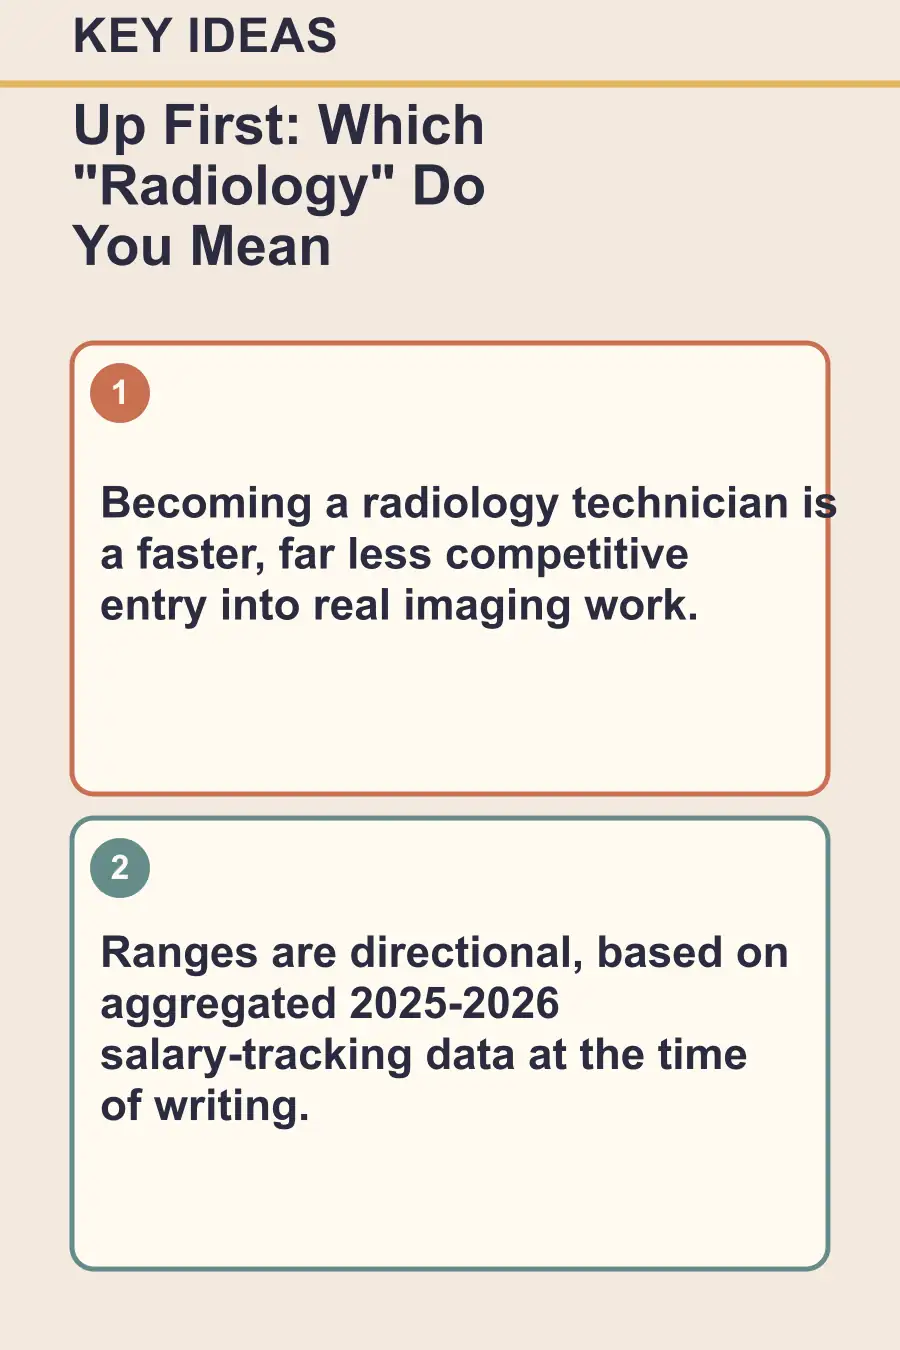 KEY IDEAS
Up First: Which
"Radiology" Do
You Mean
1
Becoming a radiology technician is
a faster, far less competitive
entry into real imaging work.
2
Ranges are directional, based on
aggregated 2025-2026
salary-tracking data at the time
of writing.